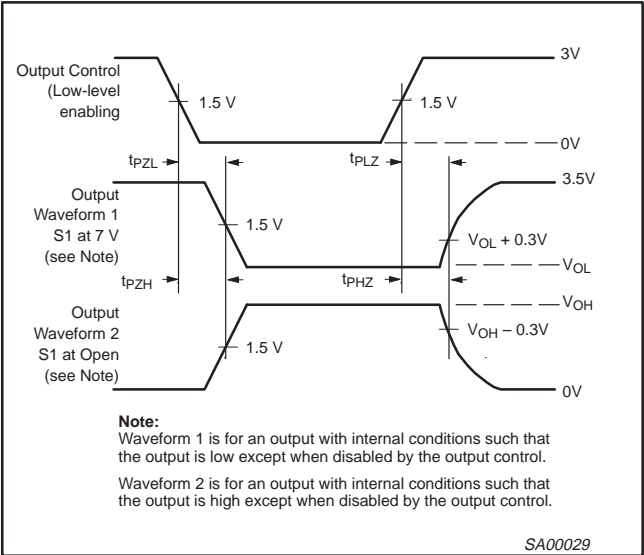 3V
Output Control
(Low-level
enabling
1.5 V
1.5 V
0V
tPZL
tPLZ
3.5V
Output
Waveform 1
S1 at 7 V
(see Note)
1.5 V
VOL + 0.3V
VOL
tPZH
tPHZ
VOH
Output
Waveform 2
S1 at Open
(see Note)
1.5 V
VOH – 0.3V
0V
Note:
Waveform 1 is for an output with internal conditions such that
the output is low except when disabled by the output control.
Waveform 2 is for an output with internal conditions such that
the output is high except when disabled by the output control.
SA00029